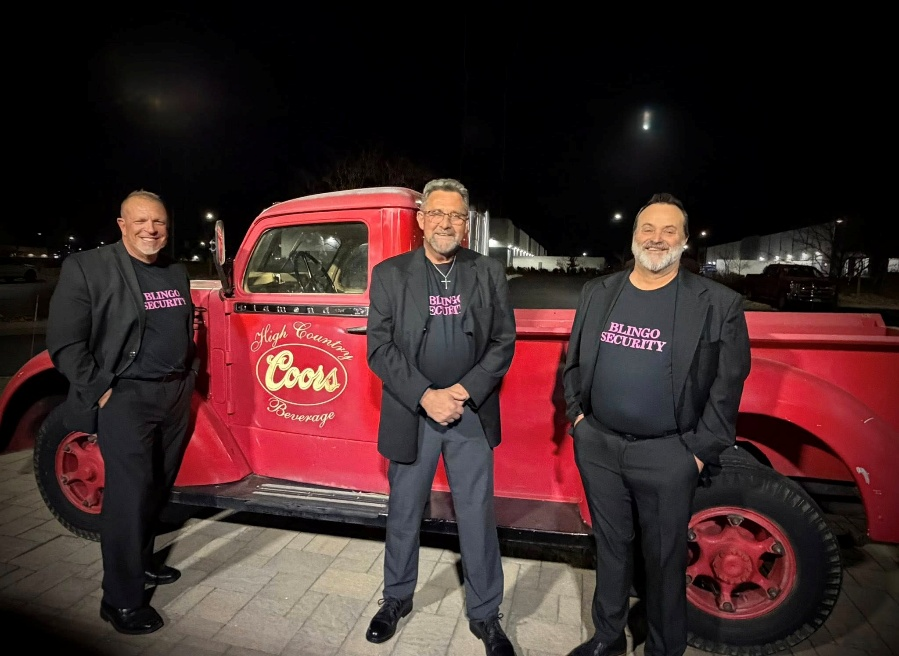 BLINGO
SECURITY
BLINGO
SECURITY
BLINGO
SECURITY
High Country
Coors
Beverage